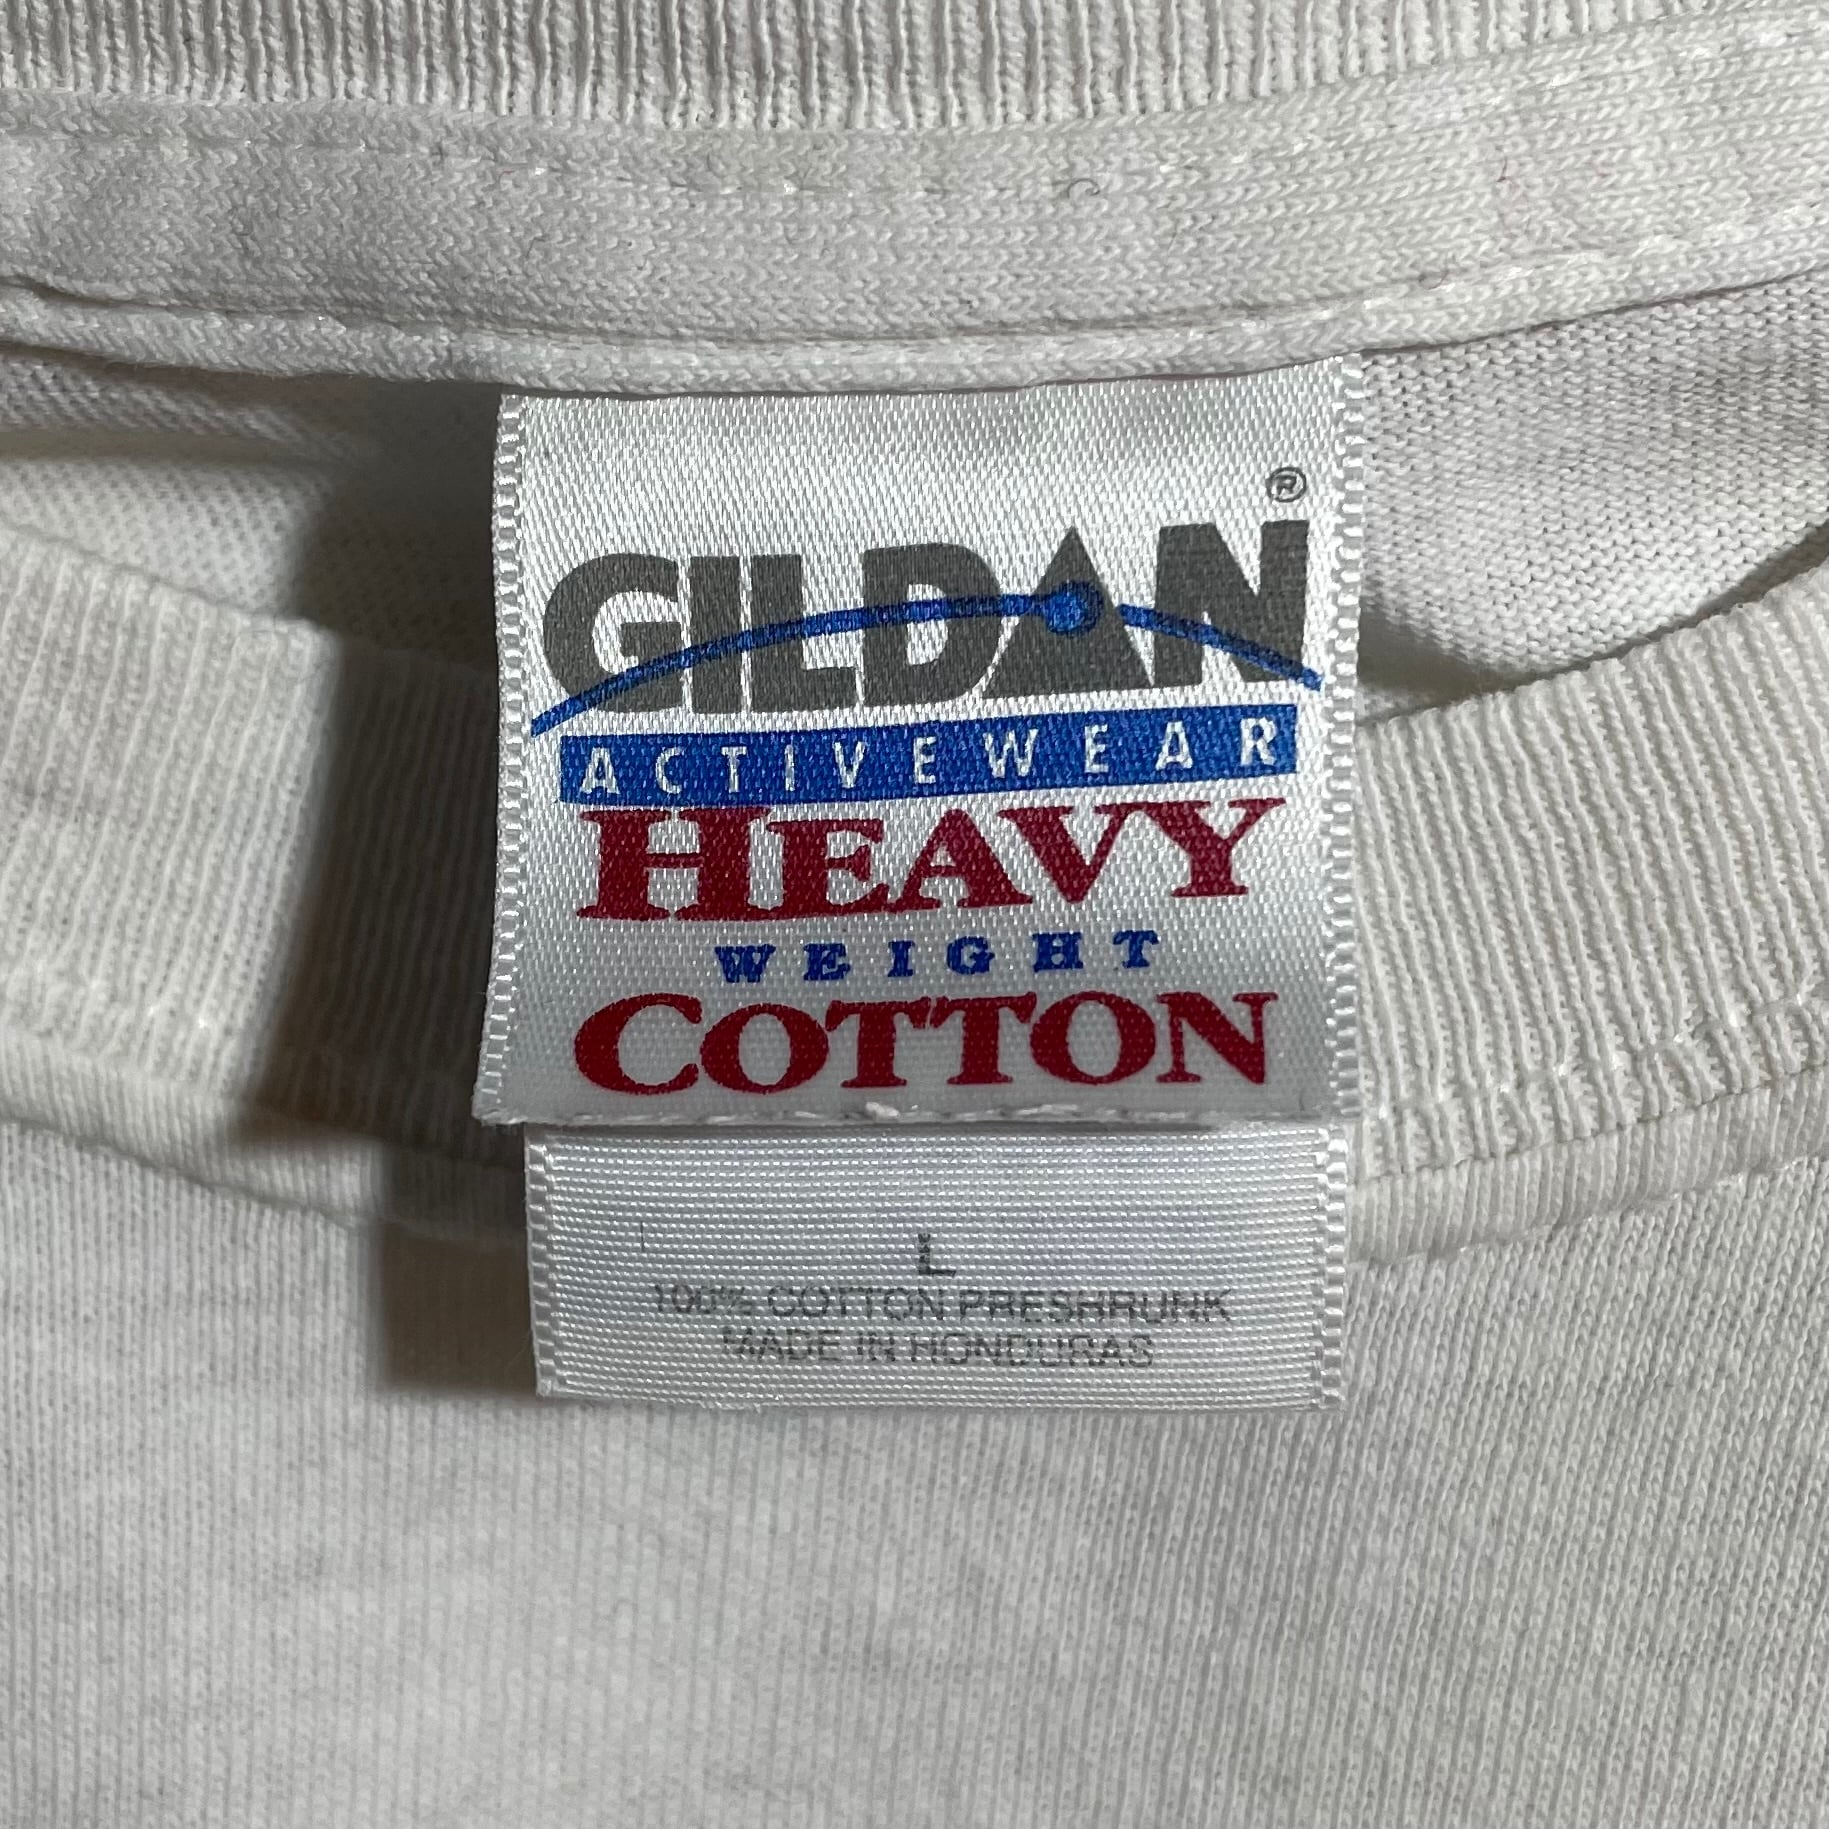 ®
GILDAN
ACTIVEWEAR
HEAVY
WEIGHT
COTTON
L
100% COTTON PRESHRUNK
MADE IN HONDURAS